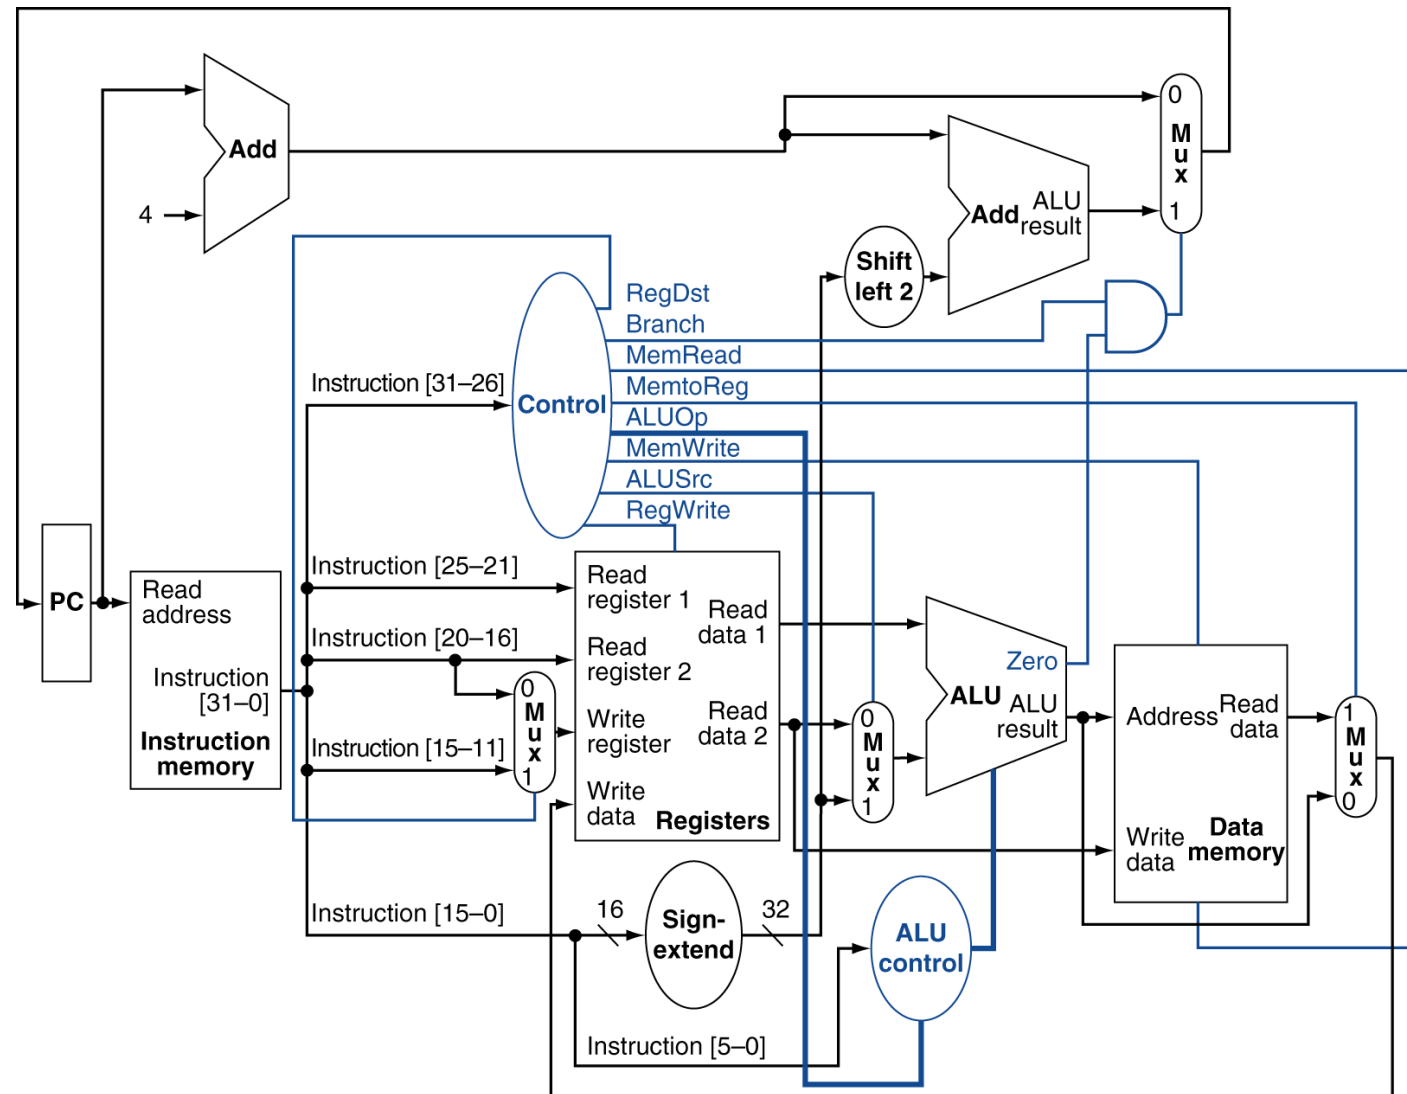 0
M
u
x
1
Add
4
Add
ALU
result
Shift
left 2
RegDst
Branch
MemRead
MemtoReg
ALUOp
MemWrite
ALUSrc
RegWrite
Control
Instruction [31–26]
Instruction [25–21]
Instruction [20–16]
Instruction [15–11]
Instruction [15–0]
Instruction [5–0]
PC
Read
address
Instruction
[31–0]
Instruction
memory
0
M
u
x
1
Read
register 1
Read
register 2
Write
register
Write
data
Read
data 1
Read
data 2
Registers
0
M
u
x
1
Zero
ALU
ALU
result
Address
Read
data
Write
data
Data
memory
1
M
u
x
0
16
Sign-
extend
32
ALU
control